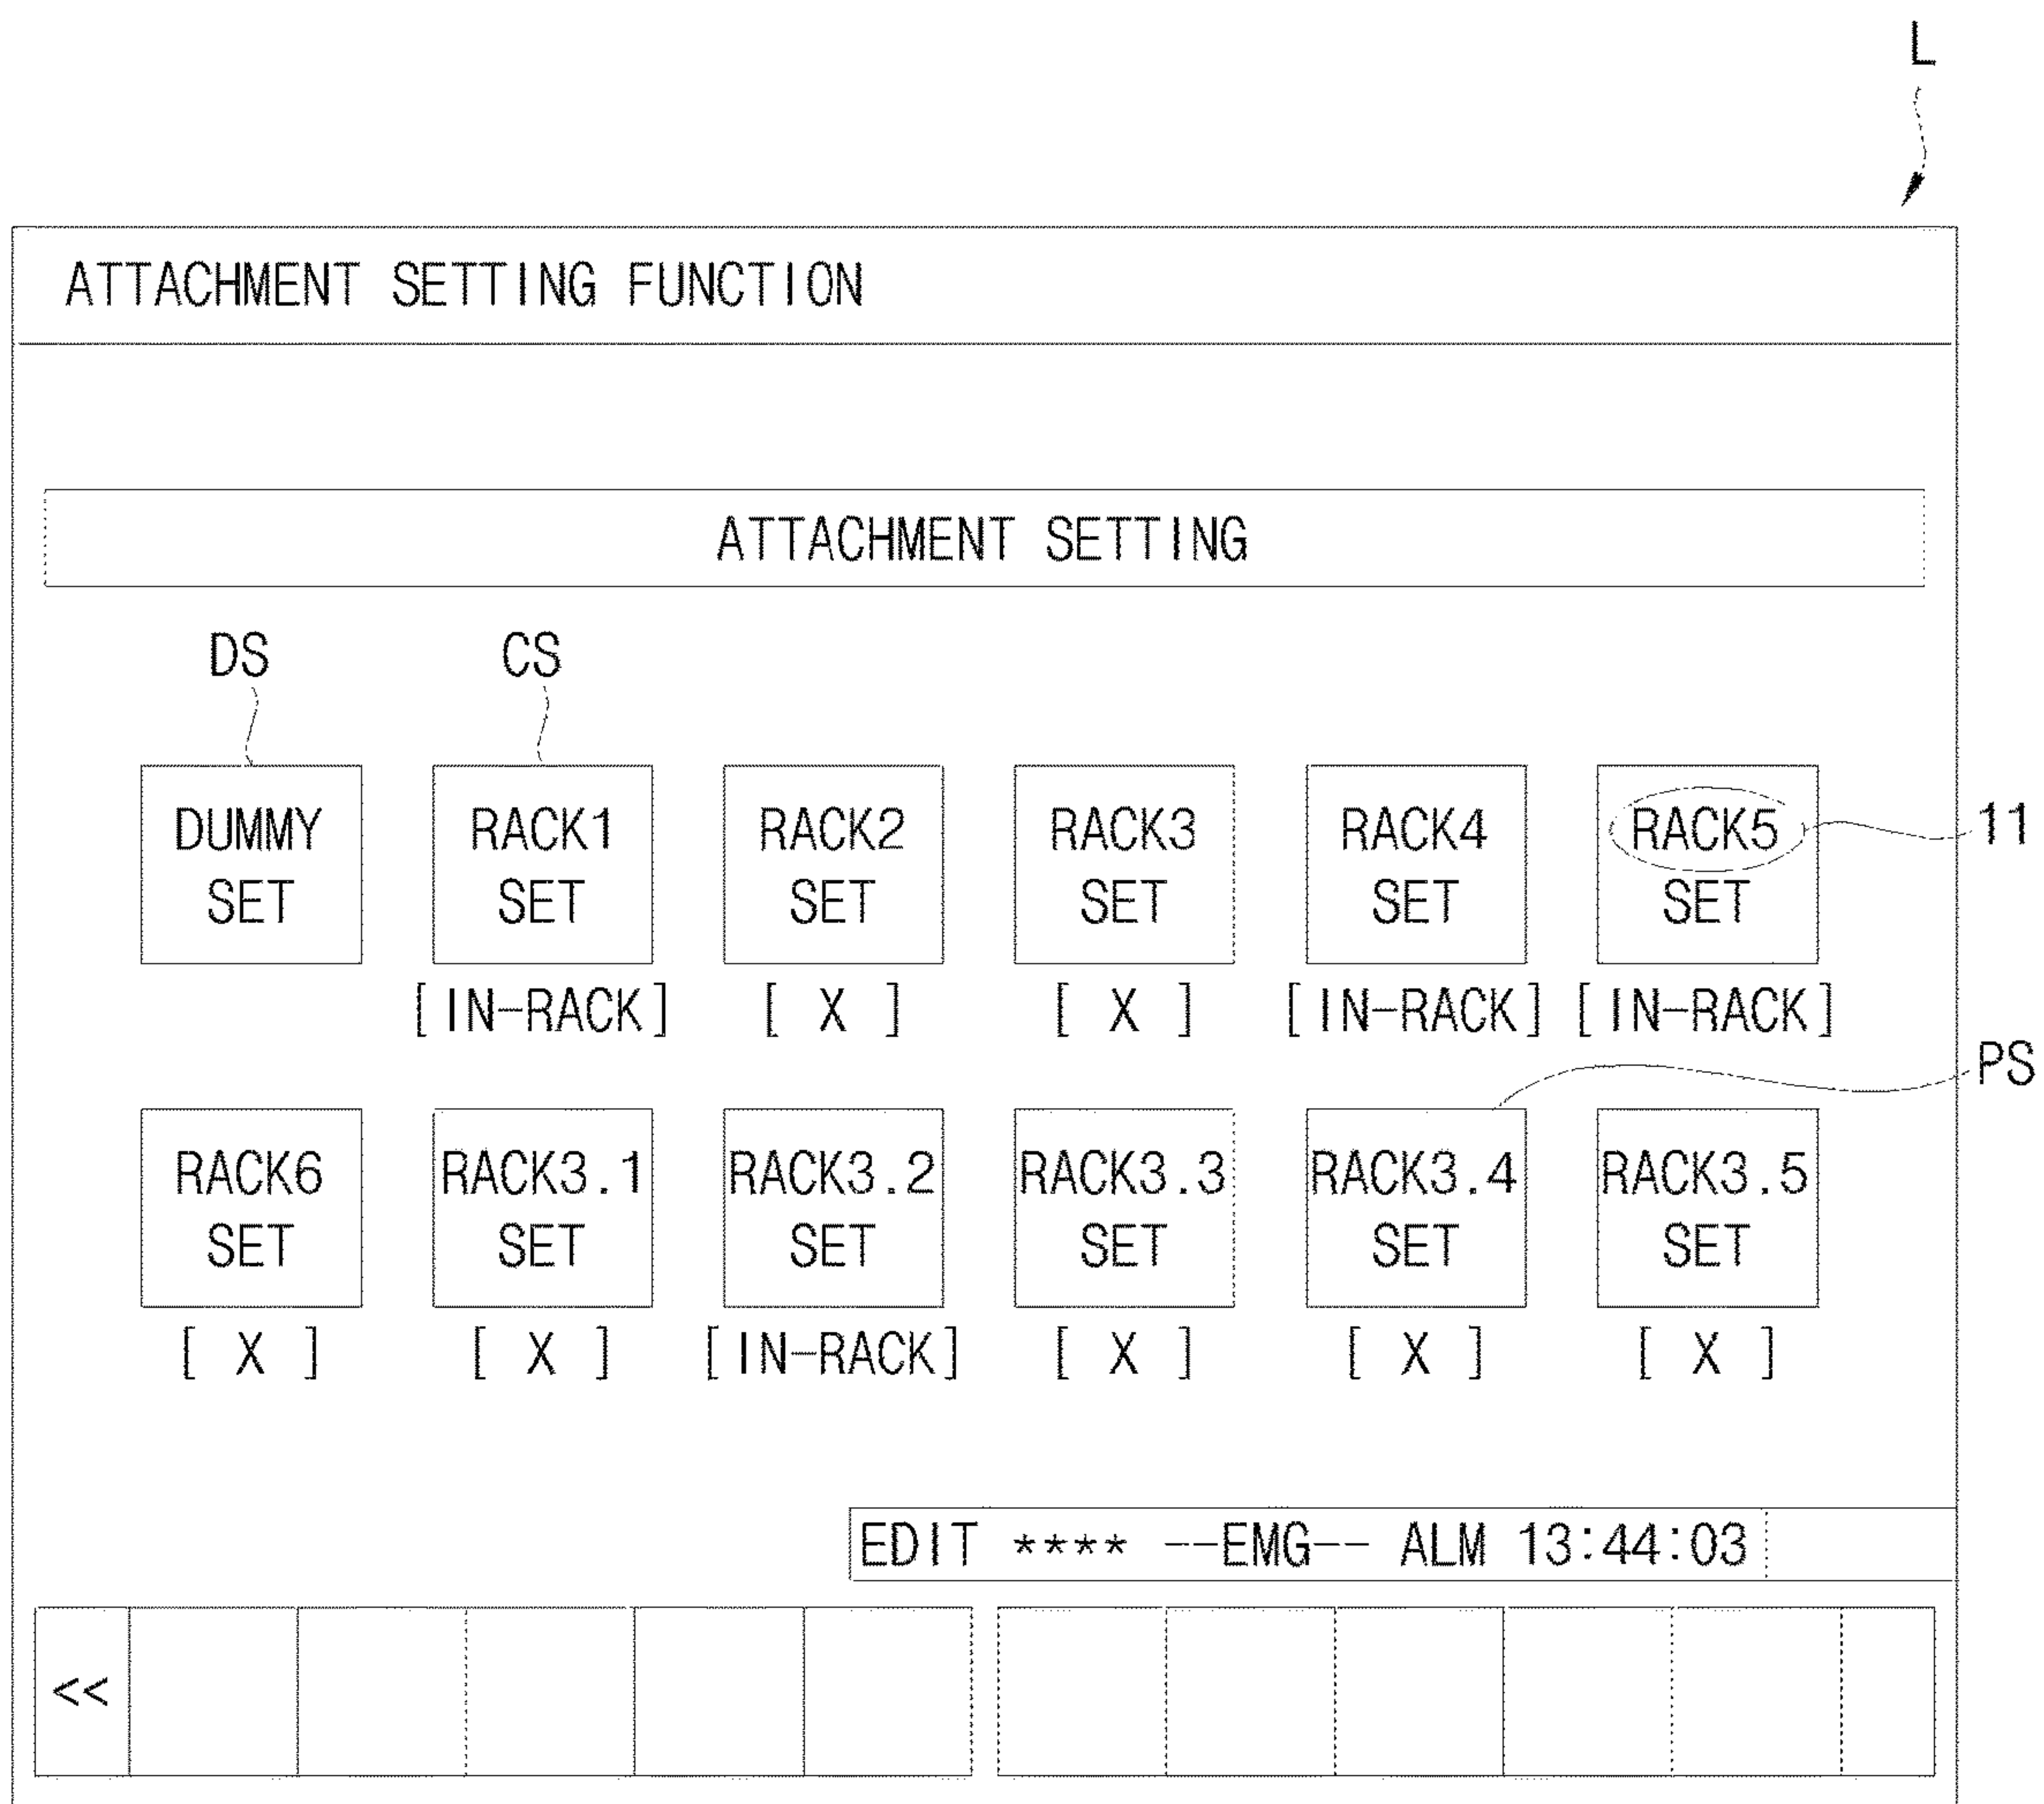 L
ATTACHMENT SETTING FUNCTION
ATTACHMENT SETTING
DS CS
DUMMY SET RACK1 SET RACK2 SET RACK3 SET RACK4 SET RACK5 SET 11
[IN-RACK] [ X ] [ X ] [IN-RACK] [IN-RACK]
PS
RACK6 SET RACK3.1 SET RACK3.2 SET RACK3.3 SET RACK3.4 SET RACK3.5 SET
[ X ] [ X ] [IN-RACK] [ X ] [ X ] [ X ]
EDIT **** --EMG-- ALM 13:44:03
<<